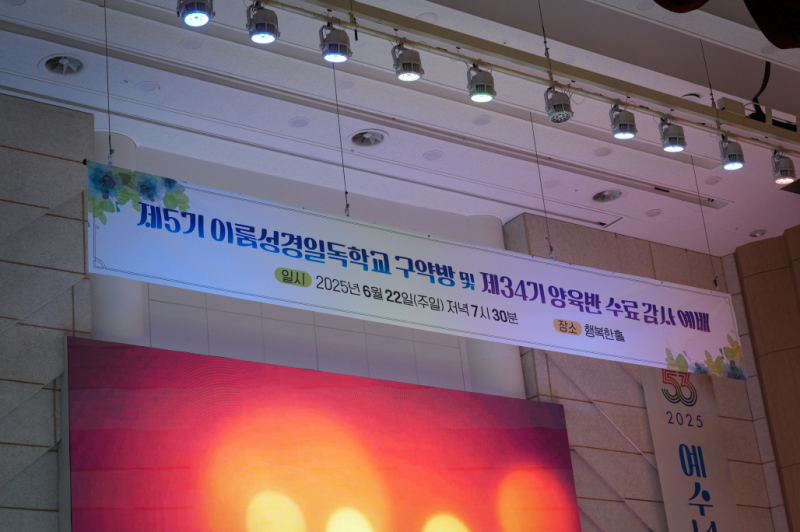 제5기 이룸성경일독학교 구약방 및 제34기 양육반 수료 감사 예배
일시 2025년 6월 22일(주일) 저녁 7시 30분
장소 행복한홀
53
2025
예수